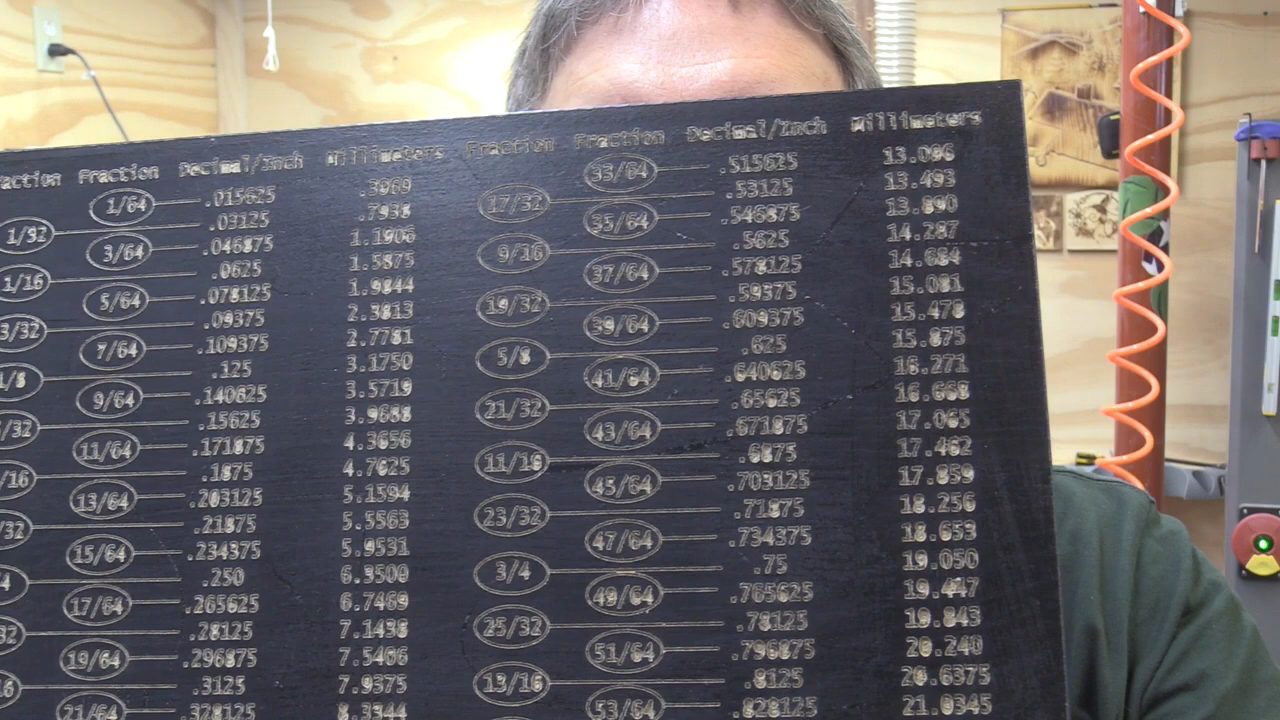 raction Fraction Decimal/Inch Millimeters Fraction Fraction Decimal/Inch Millimeters
1/64 .015625 .3969 33/64 .515625 13.096
1/32 .03125 .7938 17/32 .53125 13.493
3/64 .046875 1.1906 35/64 .546875 13.890
1/16 .0625 1.5875 9/16 .5625 14.287
5/64 .078125 1.9844 37/64 .578125 14.684
3/32 .09375 2.3813 19/32 .59375 15.081
7/64 .109375 2.7781 39/64 .609375 15.478
1/8 .125 3.1750 5/8 .625 15.875
9/64 .140625 3.5719 41/64 .640625 16.271
/32 .15625 3.9688 21/32 .65625 16.668
11/64 .171875 4.3656 43/64 .671875 17.065
/16 .1875 4.7625 11/16 .6875 17.462
13/64 .203125 5.1594 45/64 .703125 17.859
/32 .21875 5.5563 23/32 .71875 18.256
15/64 .234375 5.9531 47/64 .734375 18.653
4 .250 6.3500 3/4 .75 19.050
17/64 .265625 6.7469 49/64 .765625 19.447
32 .28125 7.1438 25/32 .78125 19.843
19/64 .296875 7.5406 51/64 .796875 20.240
6 .3125 7.9375 13/16 .8125 20.6375
21/64 .328125 8.3344 53/64 .828125 21.0345